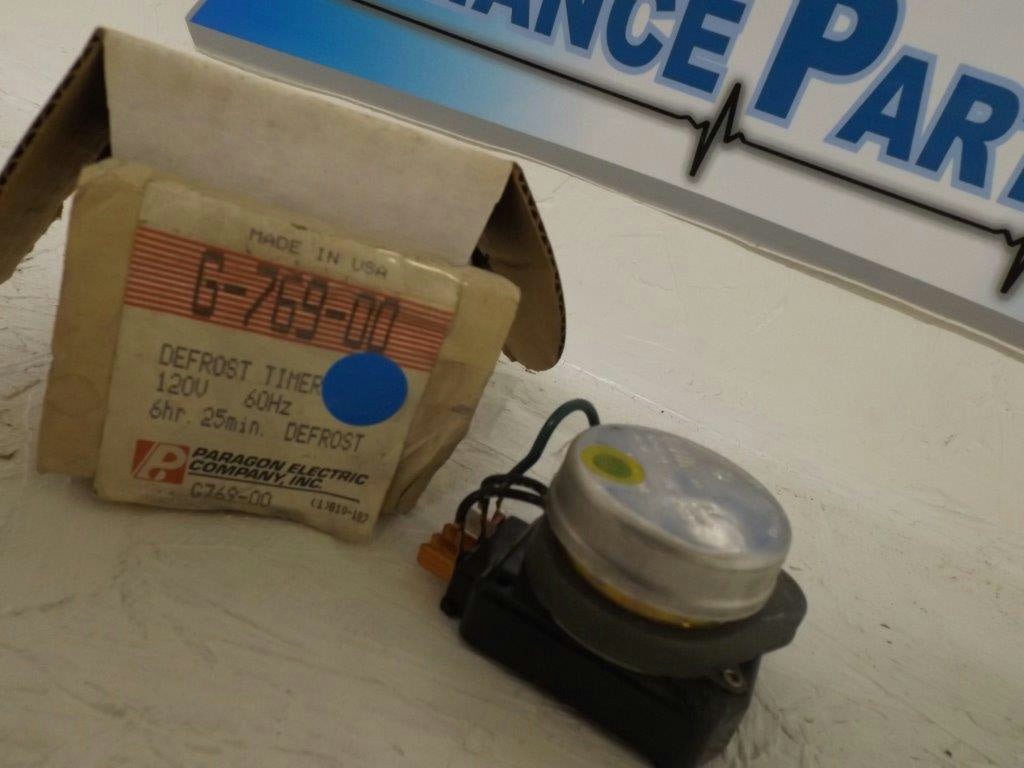 ANCE PART
MADE IN USA
G-769-00
DEFROST TIMER
120V 60Hz
6hr. 25min. DEFROST
P
PARAGON ELECTRIC
COMPANY, INC.
G769-00